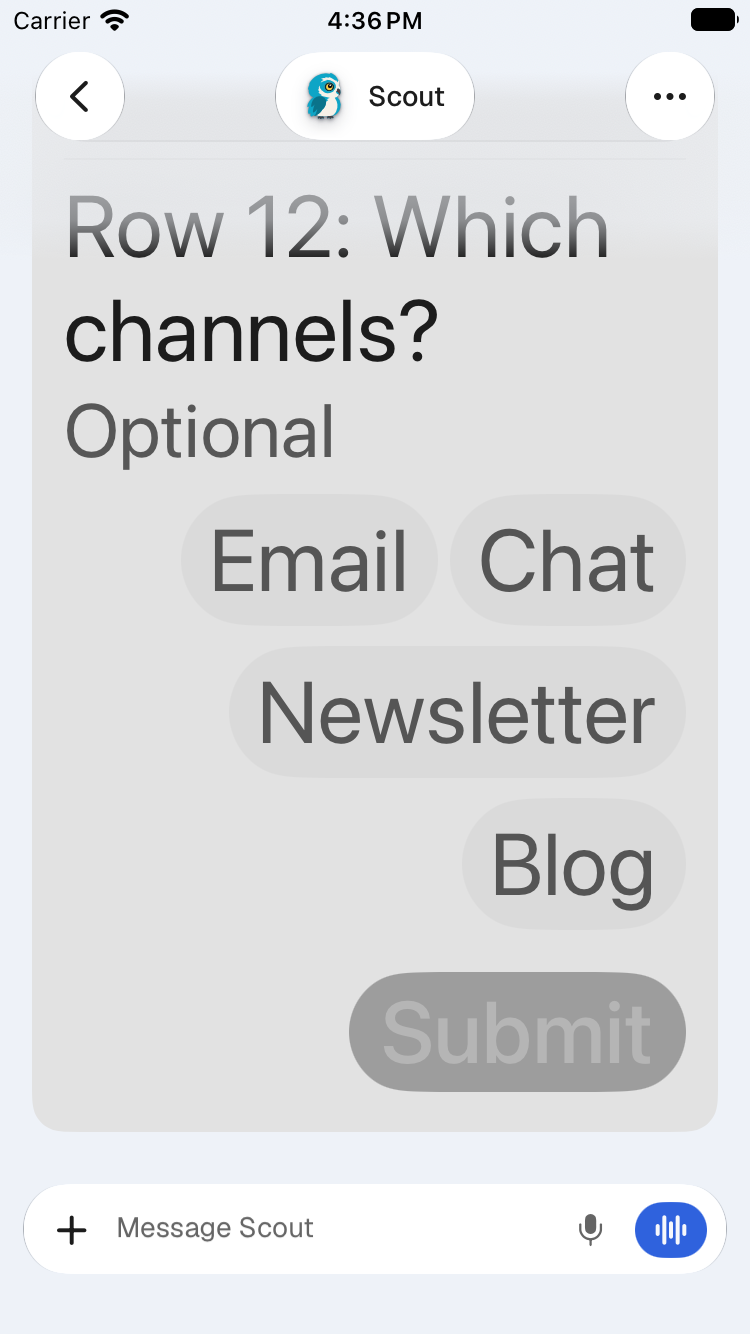 Carrier
4:36 PM
Scout
Row 12: Which
channels?
Optional
Email Chat
Newsletter
Blog
Submit
Message Scout